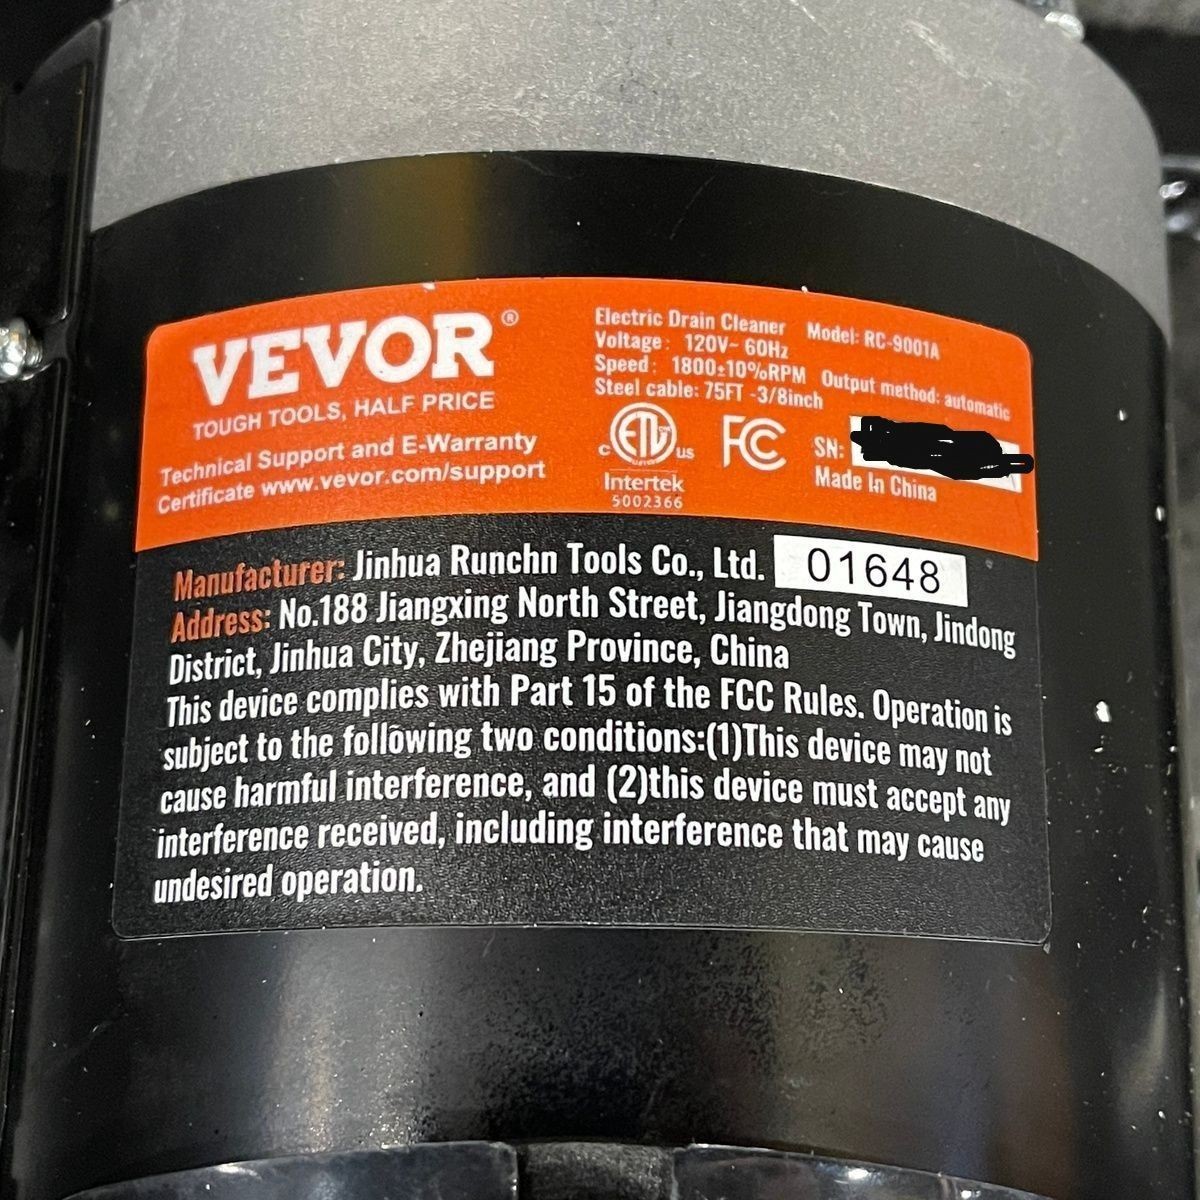 VEVOR®
TOUGH TOOLS, HALF PRICE
Technical Support and E-Warranty
Certificate www.vevor.com/support
Electric Drain Cleaner Model: RC-9001A
Voltage: 120V~ 60Hz
Speed: 1800±10%RPM Output method: automatic
Steel cable: 75FT -3/8inch
c ETL us
Intertek
5002366
FC
SN:
Made In China
Manufacturer: Jinhua Runchn Tools Co., Ltd. 01648
Address: No.188 Jiangxing North Street, Jiangdong Town, Jindong
District, Jinhua City, Zhejiang Province, China
This device complies with Part 15 of the FCC Rules. Operation is
subject to the following two conditions:(1)This device may not
cause harmful interference, and (2)this device must accept any
interference received, including interference that may cause
undesired operation.